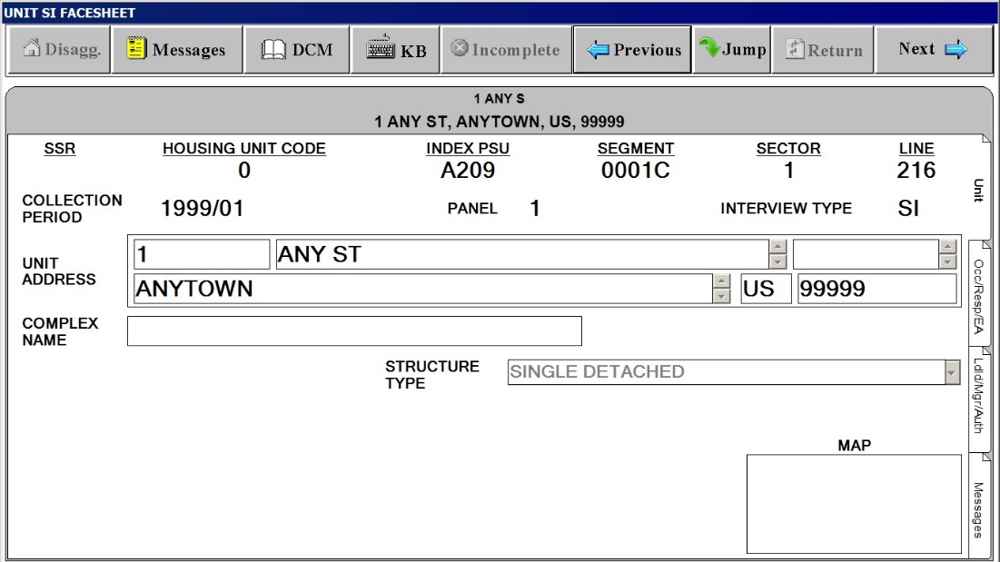 UNIT SI FACESHEET
Disagg. Messages DCM KB Incomplete Previous Jump Return Next
1 ANY S
1 ANY ST, ANYTOWN, US, 99999
SSR HOUSING UNIT CODE INDEX PSU SEGMENT SECTOR LINE
0 A209 0001C 1 216
COLLECTION PERIOD 1999/01 PANEL 1 INTERVIEW TYPE SI
UNIT ADDRESS 1 ANY ST
ANYTOWN US 99999
COMPLEX NAME
STRUCTURE TYPE SINGLE DETACHED
MAP
Unit
Occ/Resp/EA
Ldld/Mgr/Auth
Messages